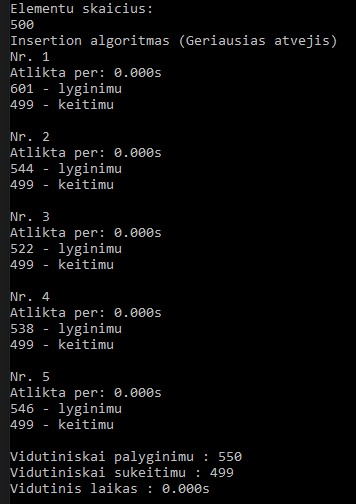 Elementu skaicius:
500
Insertion algoritmas (Geriausias atvejis)
Nr. 1
Atlikta per: 0.000s
601 - lyginimu
499 - keitimu
Nr. 2
Atlikta per: 0.000s
544 - lyginimu
499 - keitimu
Nr. 3
Atlikta per: 0.000s
522 - lyginimu
499 - keitimu
Nr. 4
Atlikta per: 0.000s
538 - lyginimu
499 - keitimu
Nr. 5
Atlikta per: 0.000s
546 - lyginimu
499 - keitimu
Vidutiniskai palyginimu : 550
Vidutiniskai sukeitimu : 499
Vidutinis laikas : 0.000s